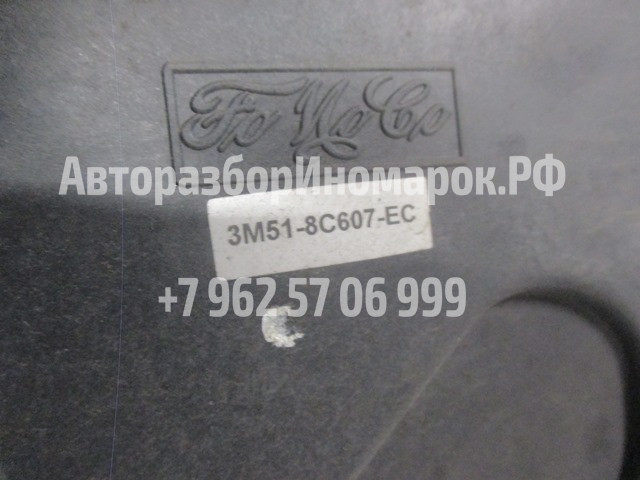 FoMoCo
АвторазборИномарок.РФ
3M51-8C607-EC
+7 962 57 06 999